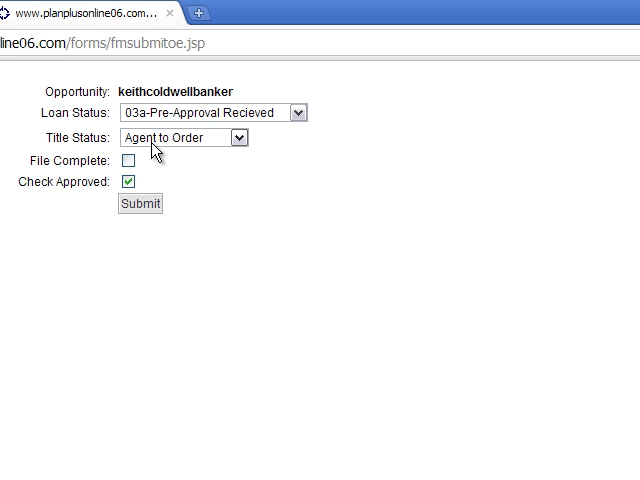 www.planplusonline06.com...
line06.com/forms/fmsubmitoe.jsp
Opportunity: keithcoldwellbanker
Loan Status: 03a-Pre-Approval Recieved
Title Status: Agent to Order
File Complete:
Check Approved:
Submit